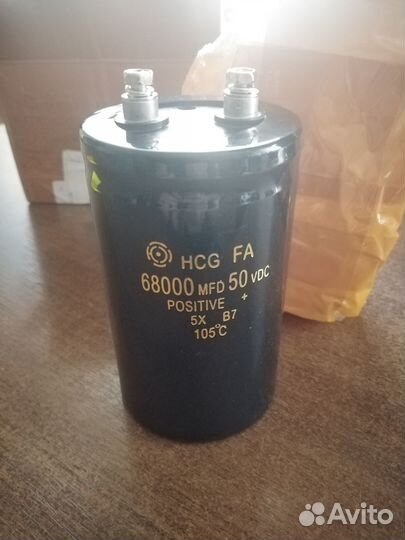 HCG FA
68000 MFD 50 VDC
POSITIVE +
5X B7
105°C
Avito